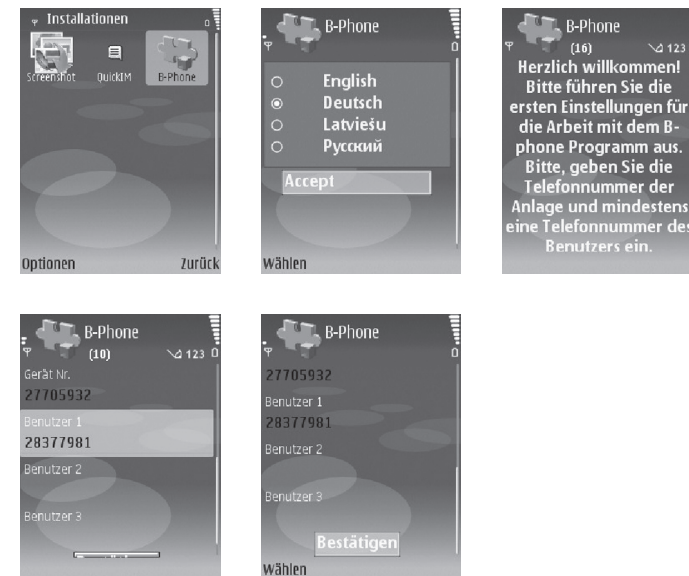 Installationen
Screenshot QuickIM B-Phone
Optionen Zurück
B-Phone
English
Deutsch
Latviešu
Русский
Accept
Wählen
B-Phone
(16) 123
Herzlich willkommen!
Bitte führen Sie die
ersten Einstellungen für
die Arbeit mit dem B-
phone Programm aus.
Bitte, geben Sie die
Telefonnummer der
Anlage und mindestens
eine Telefonnummer des
Benutzers ein.
B-Phone
(10) 123
Gerät Nr.
27705932
Benutzer 1
28377981
Benutzer 2
Benutzer 3
B-Phone
27705932
Benutzer 1
28377981
Benutzer 2
Benutzer 3
Bestätigen
Wählen